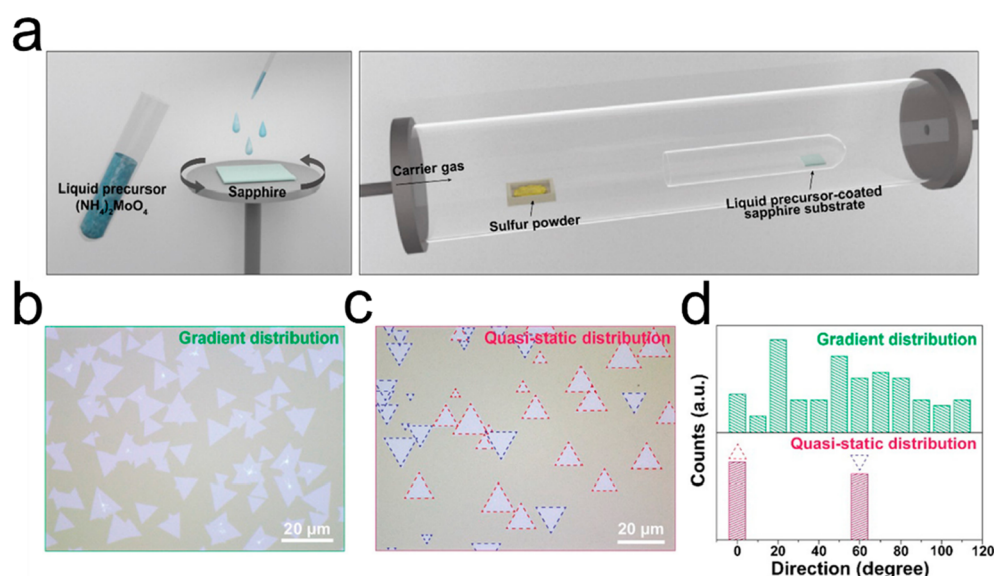 a
Liquid precursor
(NH₄)₂MoO₄
Sapphire
Carrier gas
Sulfur powder
Liquid precursor-coated
sapphire substrate
b
Gradient distribution
20 μm
c
Quasi-static distribution
20 μm
d
Counts (a.u.)
Gradient distribution
Quasi-static distribution
0 20 40 60 80 100 120
Direction (degree)